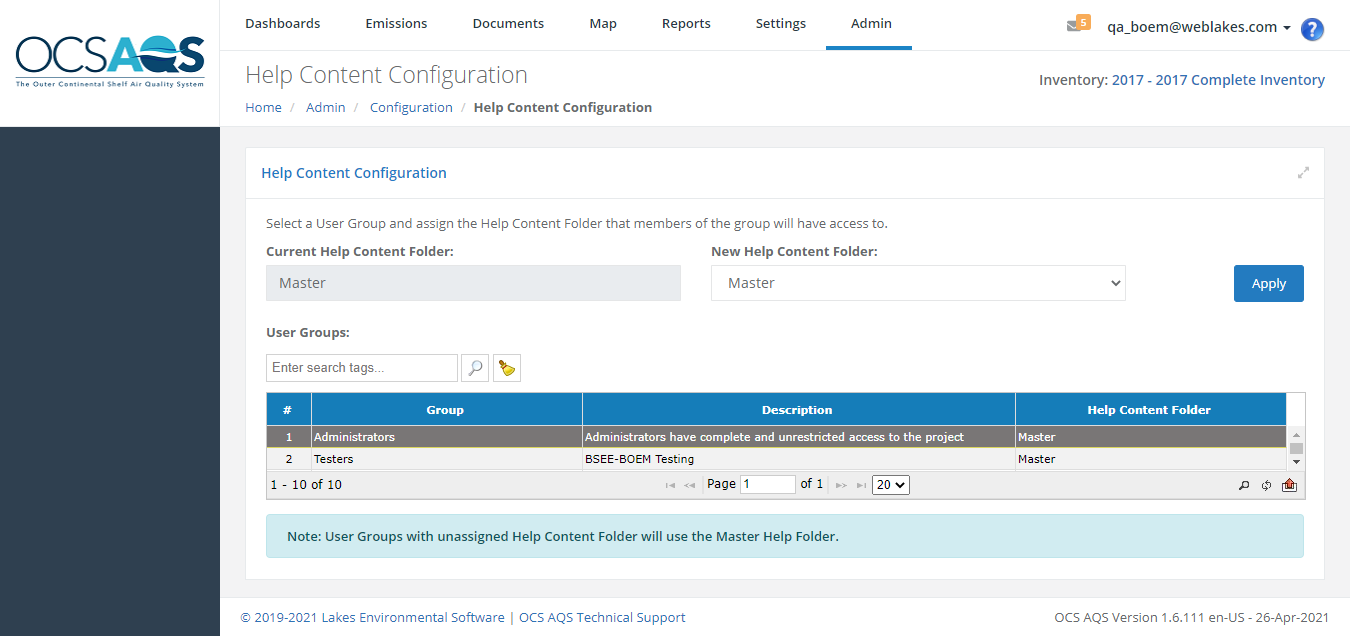 OCSAQS
The Outer Continental Shelf Air Quality System
Dashboards Emissions Documents Map Reports Settings Admin
5 qa_boem@weblakes.com ?
Help Content Configuration
Inventory: 2017 - 2017 Complete Inventory
Home / Admin / Configuration / Help Content Configuration
Help Content Configuration
Select a User Group and assign the Help Content Folder that members of the group will have access to.
Current Help Content Folder: New Help Content Folder:
Master Master Apply
User Groups:
Enter search tags...
# Group Description Help Content Folder
1 Administrators Administrators have complete and unrestricted access to the project Master
2 Testers BSEE-BOEM Testing Master
1 - 10 of 10 Page 1 of 1 20
Note: User Groups with unassigned Help Content Folder will use the Master Help Folder.
© 2019-2021 Lakes Environmental Software | OCS AQS Technical Support OCS AQS Version 1.6.111 en-US - 26-Apr-2021